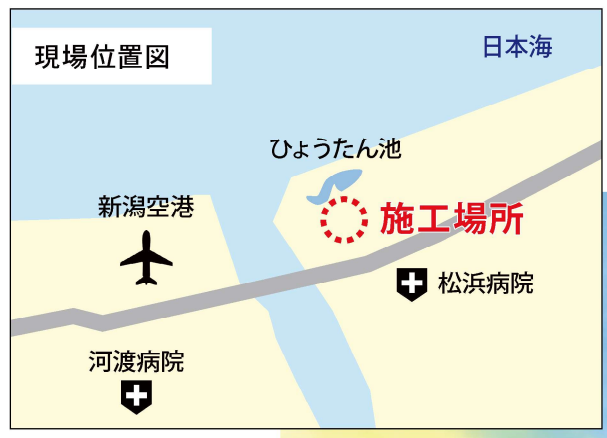 現場位置図
日本海
ひょうたん池
新潟空港
施工場所
松浜病院
河渡病院